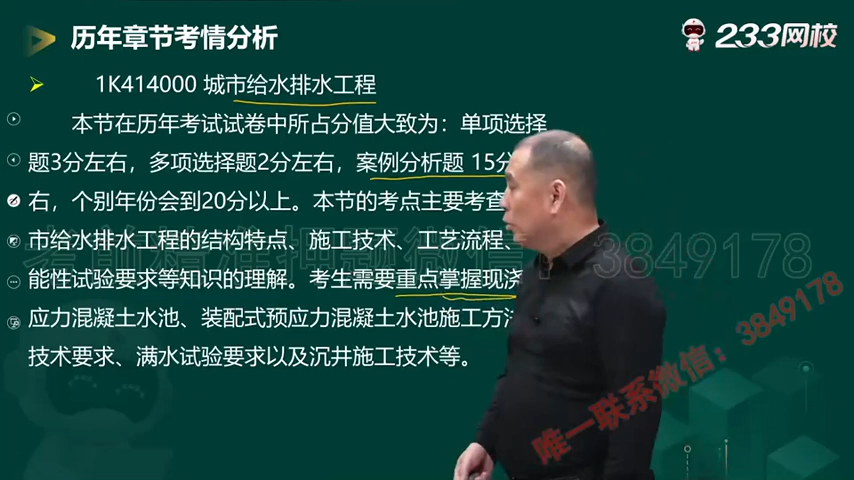 历年章节考情分析
233网校
1K414000 城市给水排水工程
本节在历年考试试卷中所占分值大致为：单项选择
题3分左右，多项选择题2分左右，案例分析题 15分
右，个别年份会到20分以上。本节的考点主要考查
市给水排水工程的结构特点、施工技术、工艺流程、
能性试验要求等知识的理解。考生需要重点掌握现浇
应力混凝土水池、装配式预应力混凝土水池施工方法
技术要求、满水试验要求以及沉井施工技术等。
考前精准押题微信 3849178
唯一联系微信：3849178